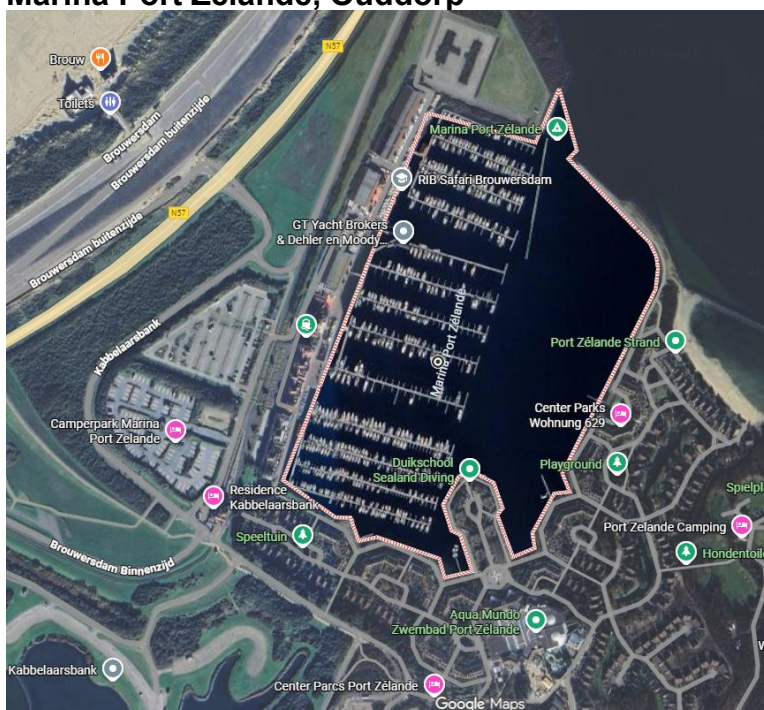 Marina Port Zélande, Ouddorp
N57
Brouw
Toilets
Brouwersdam
Brouwersdam buitenzijde
Marina Port Zélande
RIB Safari Brouwersdam
N57
GT Yacht Brokers
& Dehler en Moody...
Brouwersdam buitenzijde
Marina Port Zélande
Kabbelaarsbank
Port Zélande Strand
Center Parks
Wohnung 629
Camperpark Marina
Port Zelande
Duikschool
Sealand Diving
Playground
Residence
Kabbelaarsbank
Spielpl
Speeltuin
Port Zelande Camping
Hondentoile
Brouwersdam Binnenzijd
Aqua Mundo
Zwembad Port Zélande
Kabbelaarsbank
Center Parcs Port Zélande
Google Maps